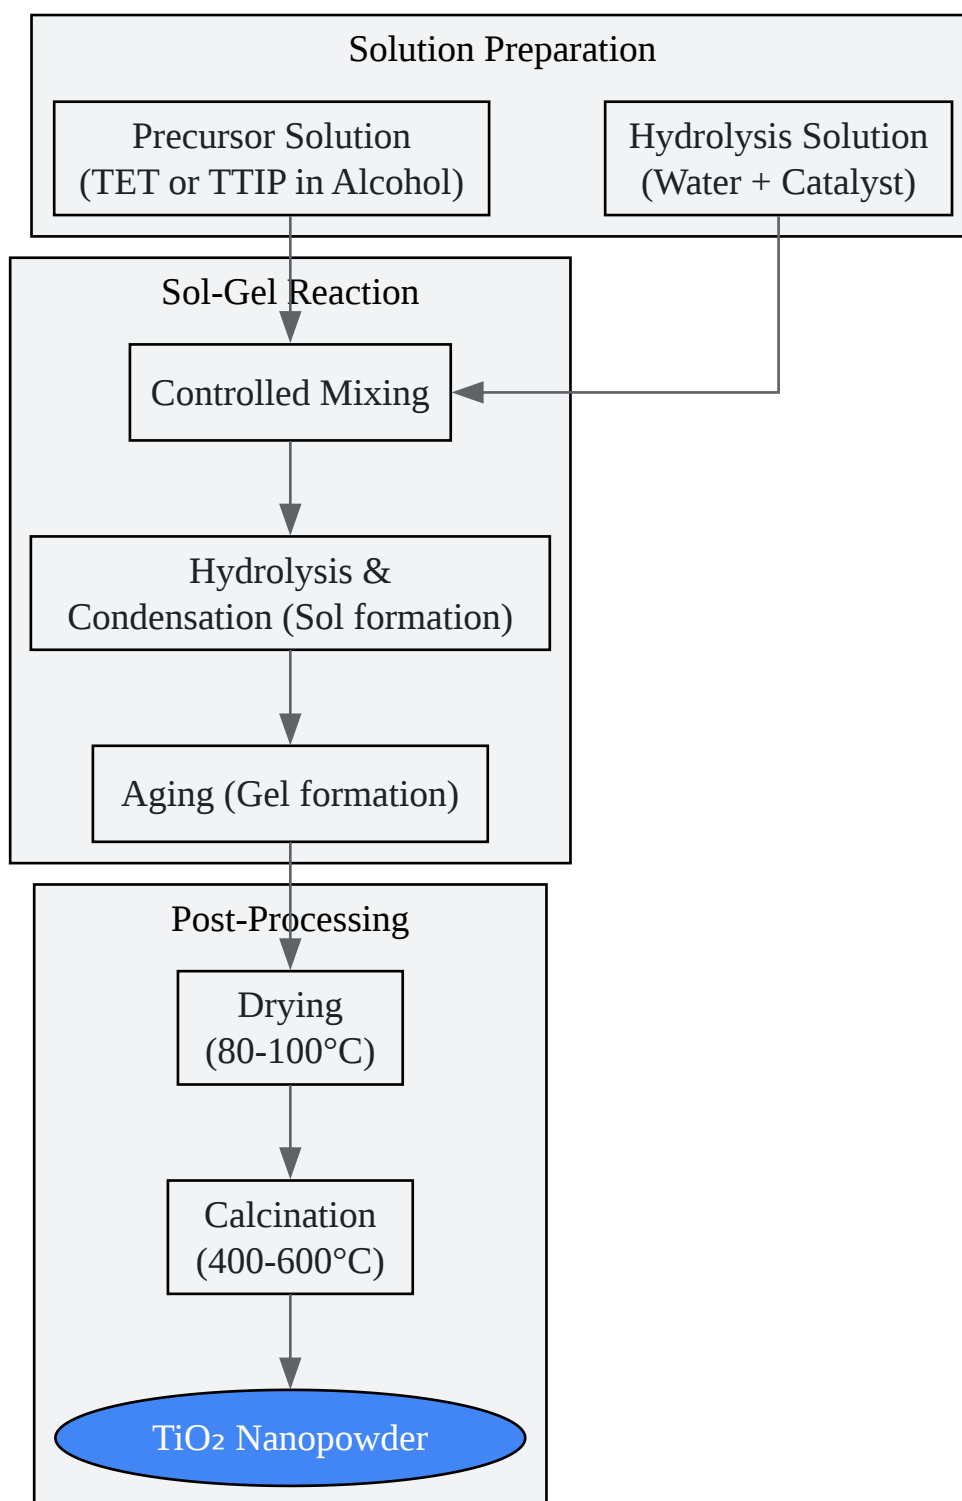 Solution Preparation
Precursor Solution
(TET or TTIP in Alcohol)
Hydrolysis Solution
(Water + Catalyst)
Sol-Gel Reaction
Controlled Mixing
Hydrolysis &
Condensation (Sol formation)
Aging (Gel formation)
Post-Processing
Drying
(80-100°C)
Calcination
(400-600°C)
TiO₂ Nanopowder